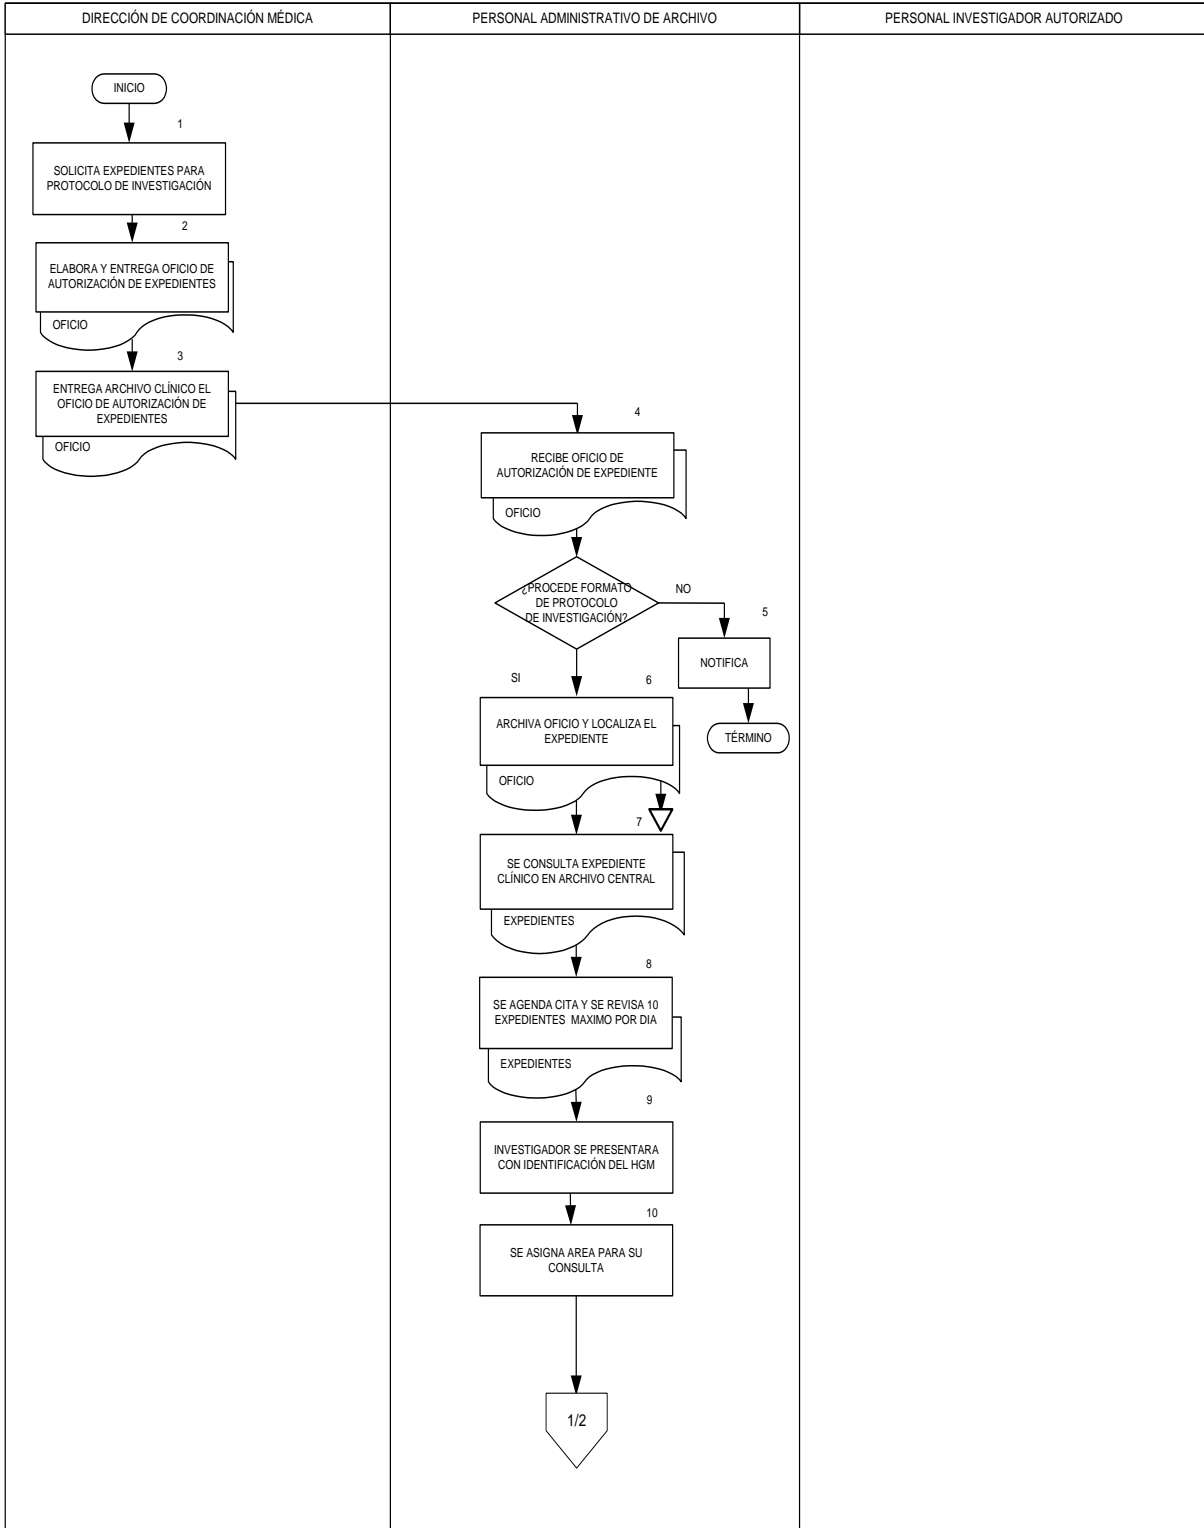 DIRECCIÓN DE COORDINACIÓN MÉDICA
PERSONAL ADMINISTRATIVO DE ARCHIVO
PERSONAL INVESTIGADOR AUTORIZADO
INICIO
1
SOLICITA EXPEDIENTES PARA
PROTOCOLO DE INVESTIGACIÓN
2
ELABORA Y ENTREGA OFICIO DE
AUTORIZACIÓN DE EXPEDIENTES
OFICIO
3
ENTREGA ARCHIVO CLÍNICO EL
OFICIO DE AUTORIZACIÓN DE
EXPEDIENTES
OFICIO
4
RECIBE OFICIO DE
AUTORIZACIÓN DE EXPEDIENTE
OFICIO
¿PROCEDE FORMATO
DE PROTOCOLO
DE INVESTIGACIÓN?
NO
5
NOTIFICA
TÉRMINO
SI
6
ARCHIVA OFICIO Y LOCALIZA EL
EXPEDIENTE
OFICIO
7
SE CONSULTA EXPEDIENTE
CLÍNICO EN ARCHIVO CENTRAL
EXPEDIENTES
8
SE AGENDA CITA Y SE REVISA 10
EXPEDIENTES MAXIMO POR DIA
EXPEDIENTES
9
INVESTIGADOR SE PRESENTARA
CON IDENTIFICACIÓN DEL HGM
10
SE ASIGNA AREA PARA SU
CONSULTA
1/2